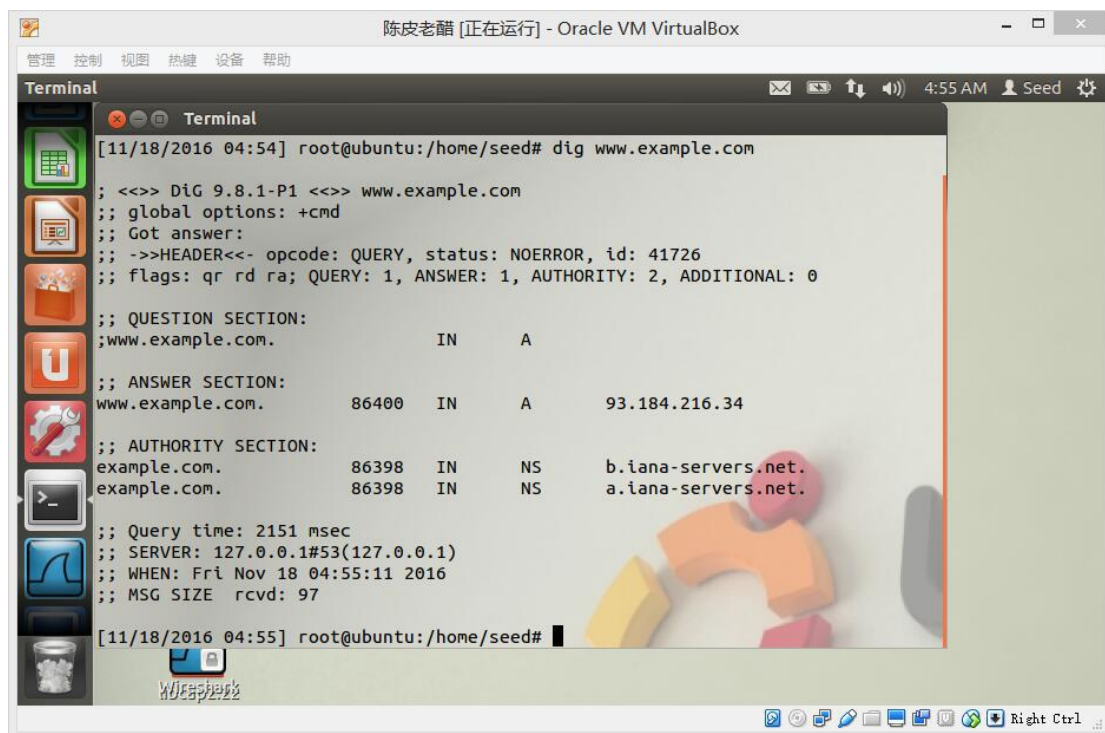 陈皮老醋 [正在运行] - Oracle VM VirtualBox
管理 控制 视图 热键 设备 帮助
Terminal 4:55 AM Seed
Terminal
[11/18/2016 04:54] root@ubuntu:/home/seed# dig www.example.com
; <<>> DiG 9.8.1-P1 <<>> www.example.com
;; global options: +cmd
;; Got answer:
;; ->>HEADER<<- opcode: QUERY, status: NOERROR, id: 41726
;; flags: qr rd ra; QUERY: 1, ANSWER: 1, AUTHORITY: 2, ADDITIONAL: 0
;; QUESTION SECTION:
;www.example.com. IN A
;; ANSWER SECTION:
www.example.com. 86400 IN A 93.184.216.34
;; AUTHORITY SECTION:
example.com. 86398 IN NS b.iana-servers.net.
example.com. 86398 IN NS a.iana-servers.net.
;; Query time: 2151 msec
;; SERVER: 127.0.0.1#53(127.0.0.1)
;; WHEN: Fri Nov 18 04:55:11 2016
;; MSG SIZE rcvd: 97
[11/18/2016 04:55] root@ubuntu:/home/seed#
Right Ctrl